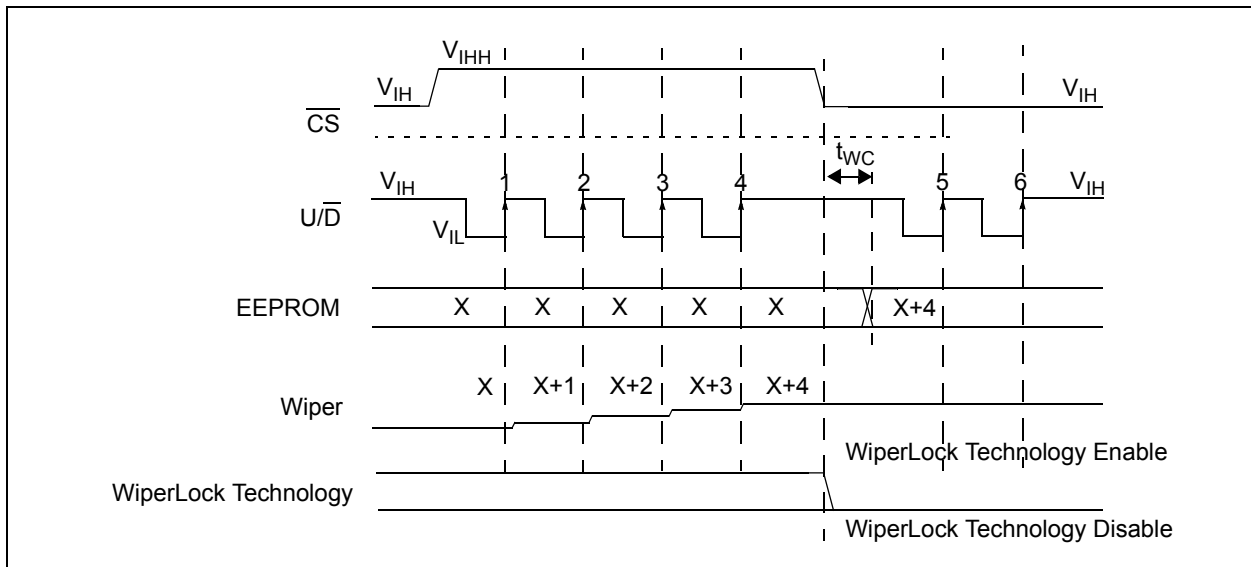 V_IHH
V_IH V_IH
C̅S̅
t_WC
V_IH 1 2 3 4 5 6 V_IH
U/D̅
V_IL
EEPROM X X X X X X+4
X X+1 X+2 X+3 X+4
Wiper
WiperLock Technology Enable
WiperLock Technology
WiperLock Technology Disable